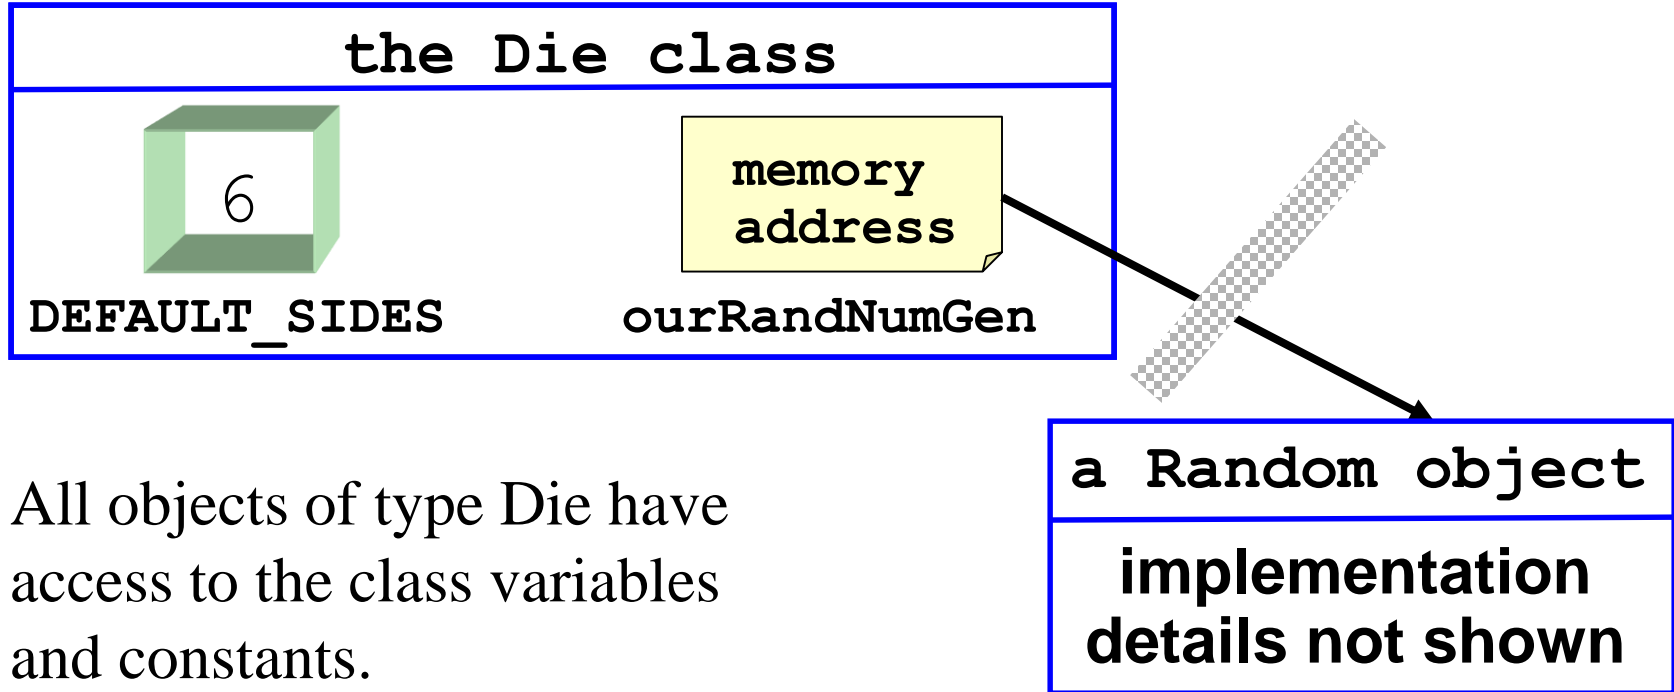 the Die class
6
memory
address
DEFAULT_SIDES
ourRandNumGen
a Random object
implementation
details not shown
All objects of type Die have
access to the class variables
and constants.